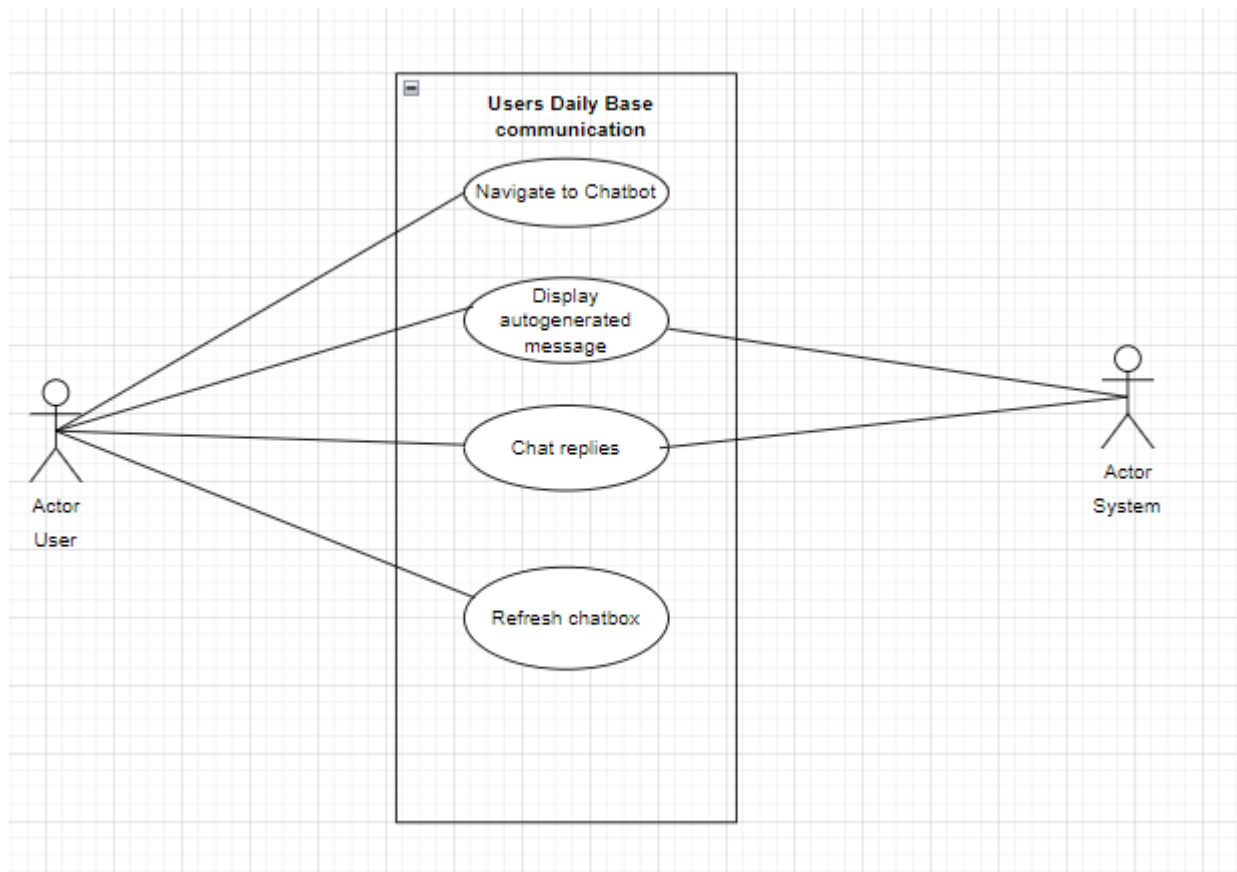 Users Daily Base
communication
Navigate to Chatbot
Display
autogenerated
message
Chat replies
Refresh chatbox
Actor
User
Actor
System